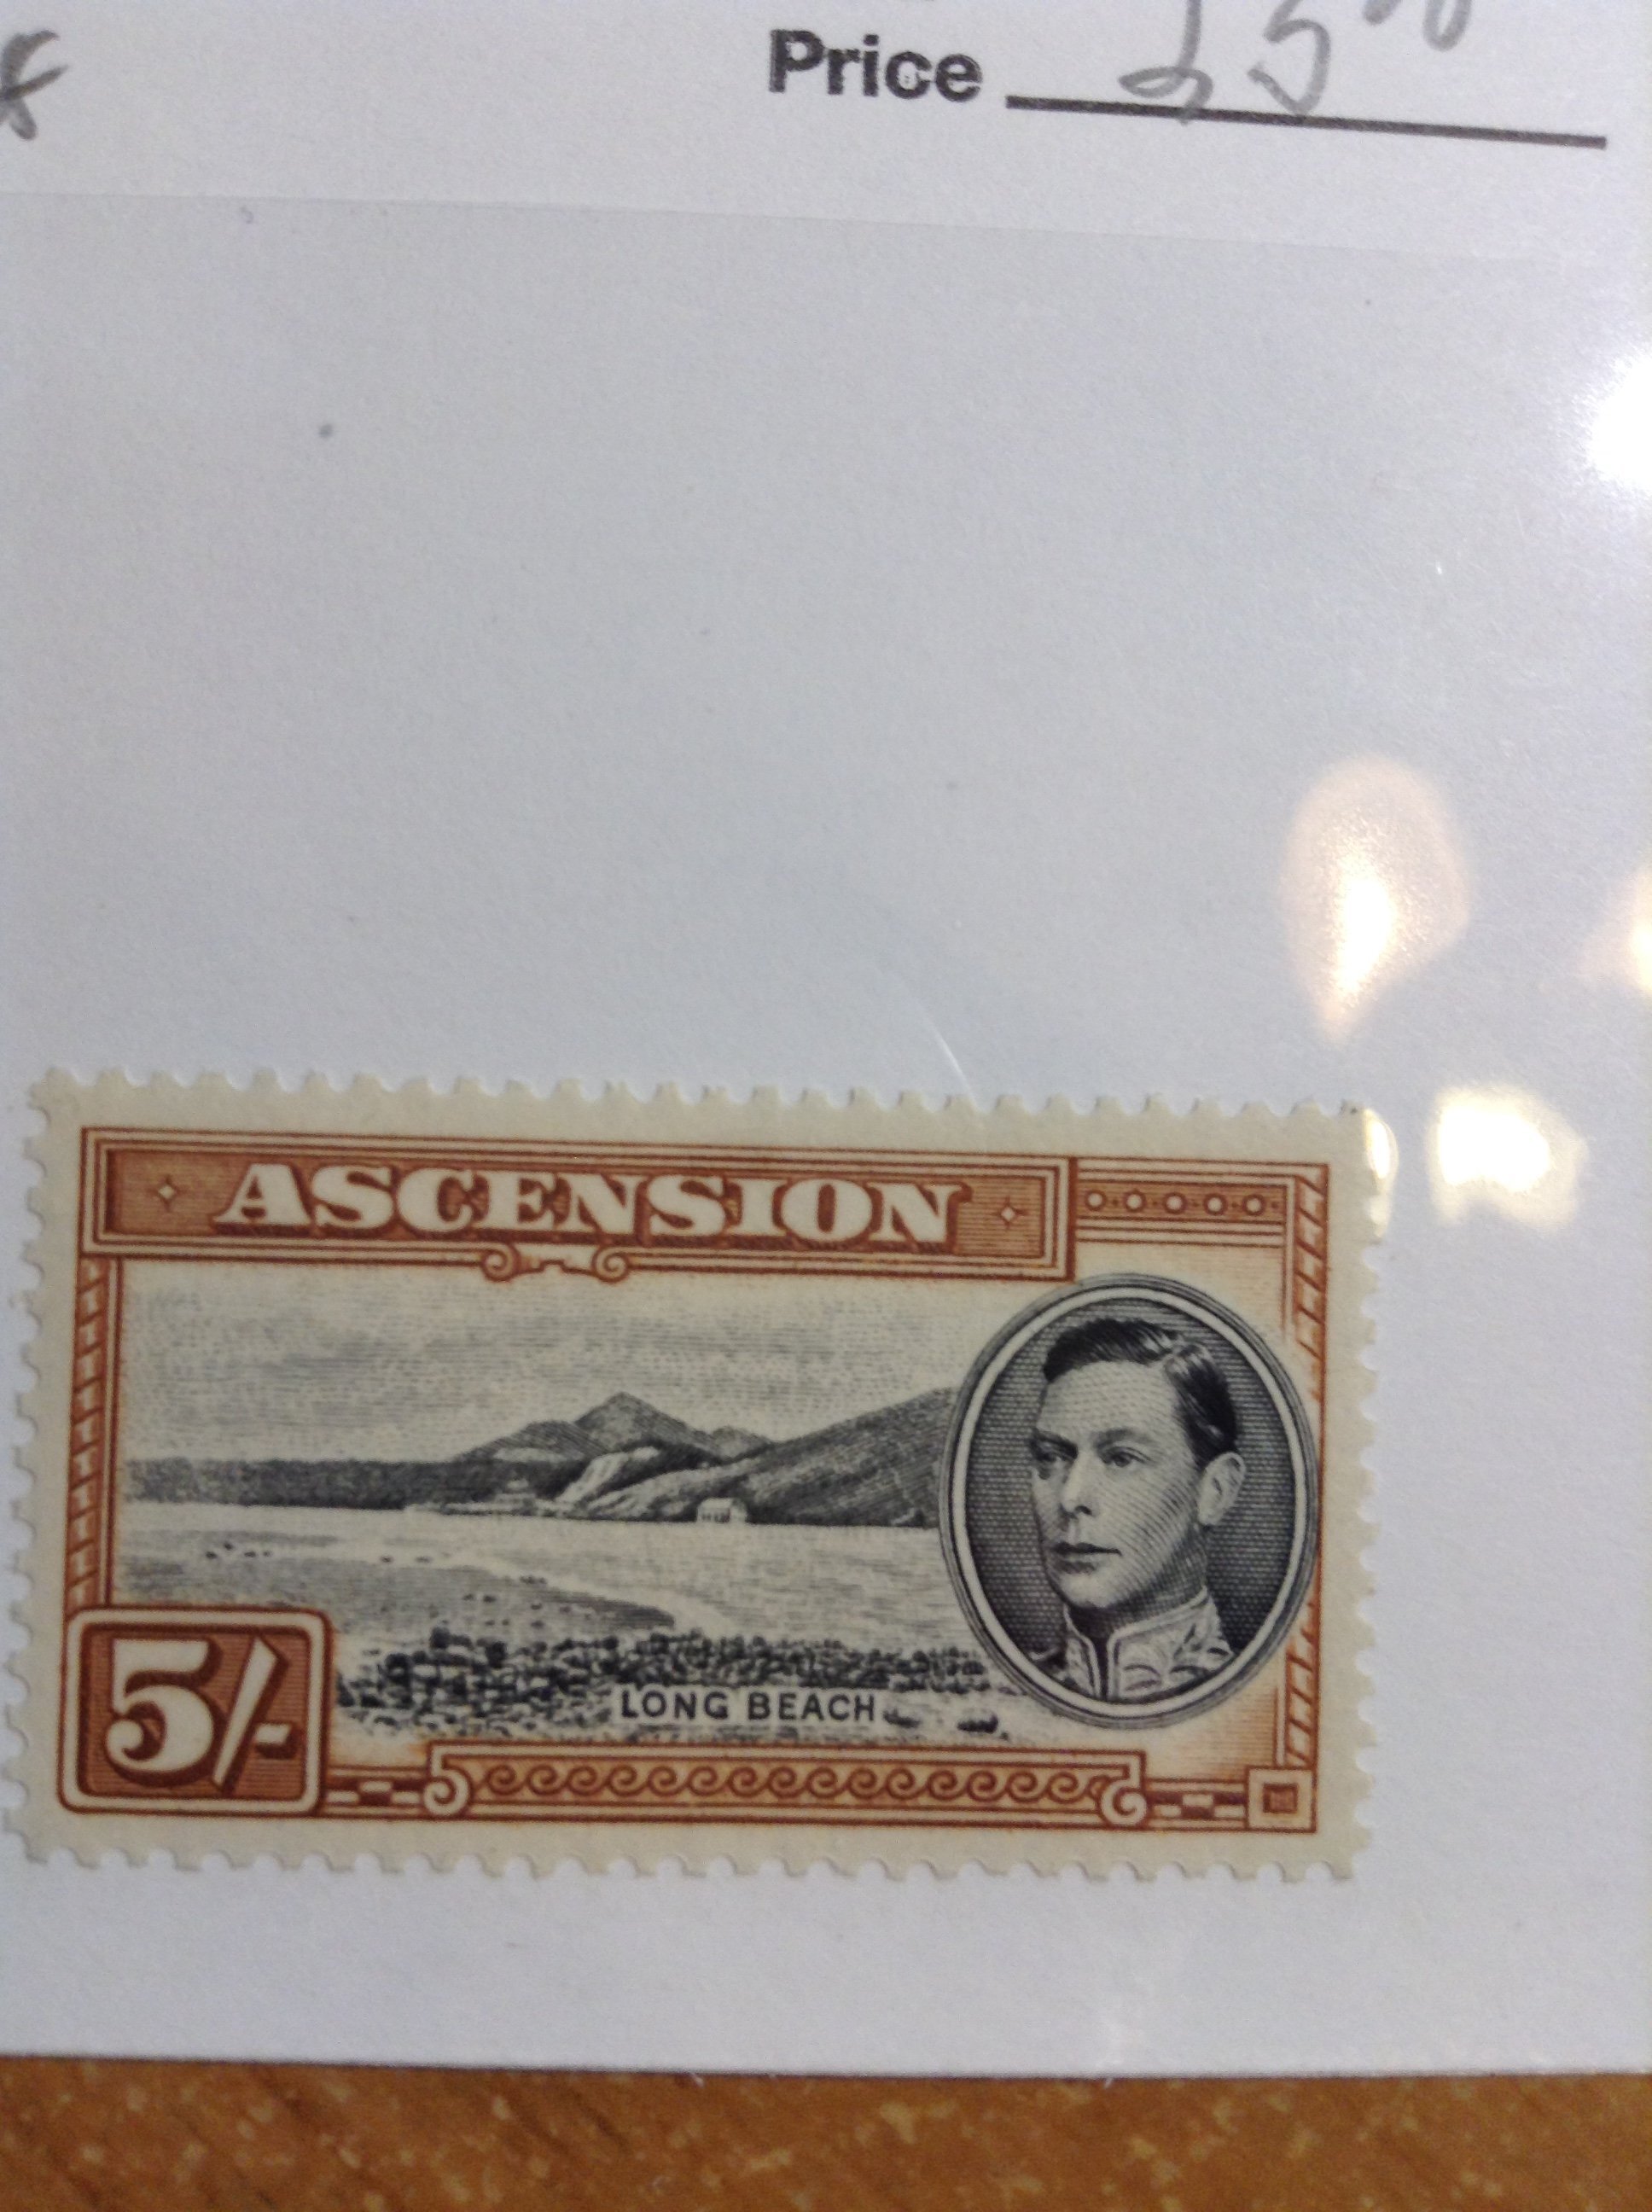 Price
ASCENSION
LONG BEACH
5/-